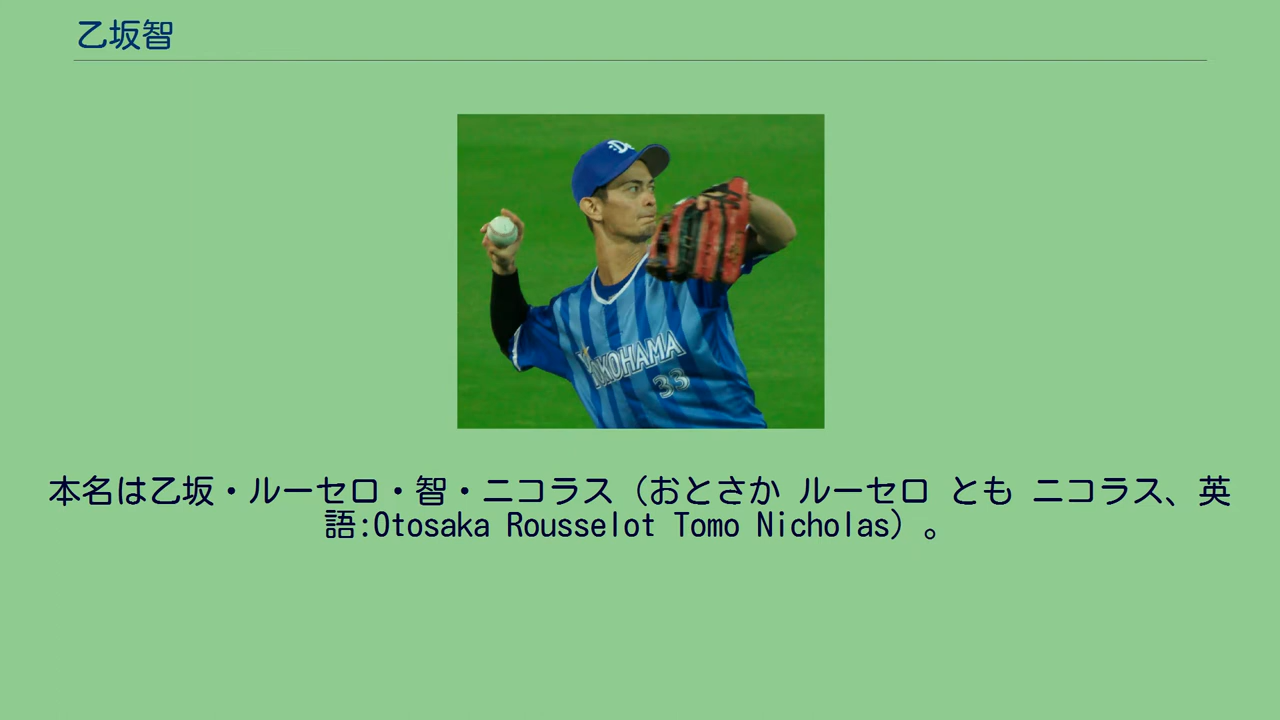 乙坂智
YOKOHAMA
33
本名は乙坂・ルーセロ・智・ニコラス（おとさか ルーセロ とも ニコラス、英
語:Otosaka Rousselot Tomo Nicholas）。